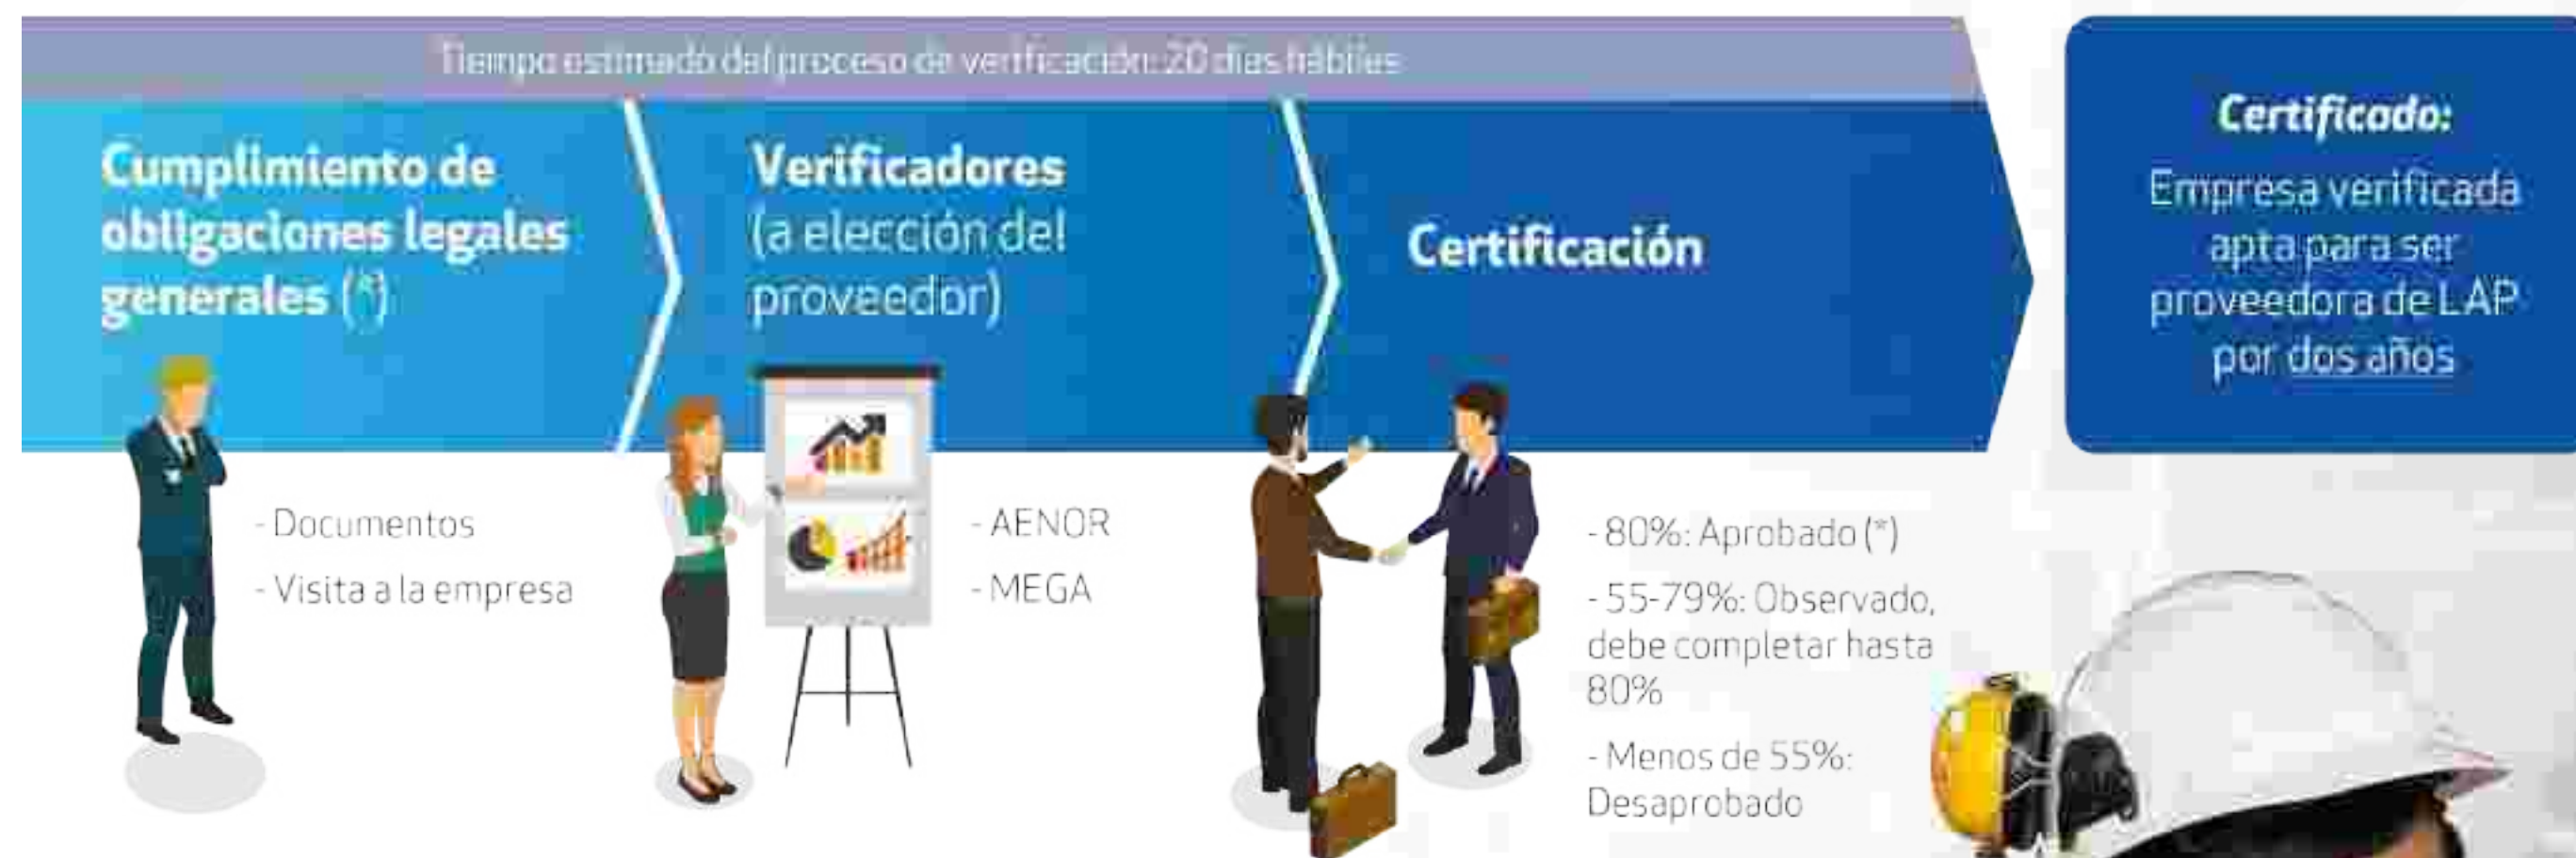 Tiempo estimado del proceso de verificación: 20 días hábiles
Cumplimiento de
obligaciones legales
generales (*)
- Documentos
- Visita a la empresa
Verificadores
(a elección del
proveedor)
- AENOR
- MEGA
Certificación
- 80%: Aprobado (*)
- 55-79%: Observado,
debe completar hasta
80%
- Menos de 55%:
Desaprobado
Certificado:
Empresa verificada
apta para ser
proveedora de LAP
por dos años